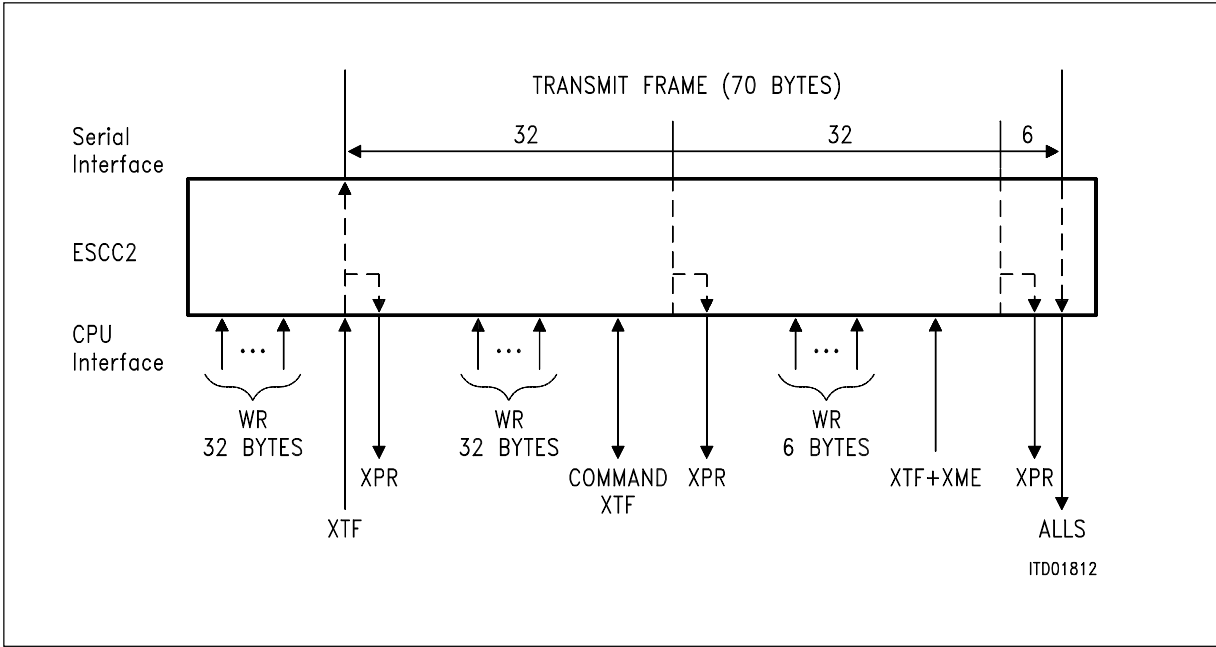 TRANSMIT FRAME (70 BYTES)
32
32
6
Serial
Interface
ESCC2
CPU
Interface
...
...
...
WR
32 BYTES
WR
32 BYTES
WR
6 BYTES
XPR
COMMAND
XTF
XPR
XTF+XME
XPR
XTF
ALLS
ITD01812